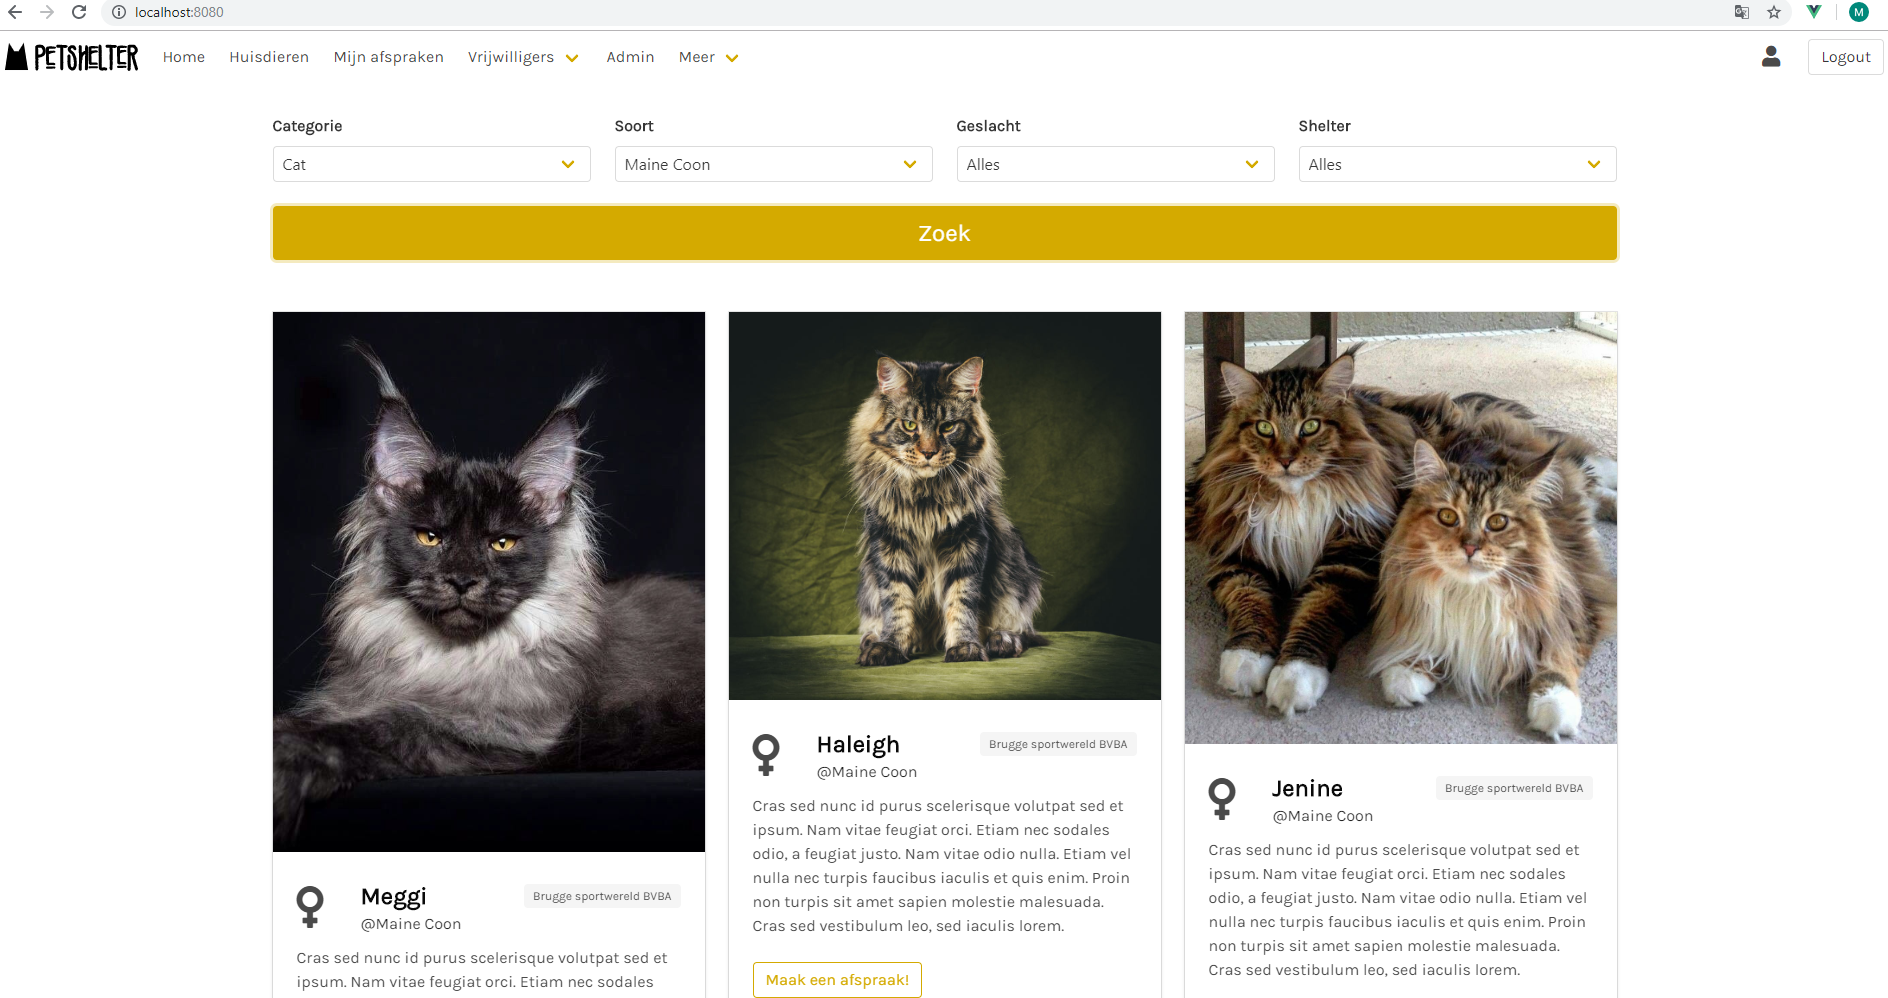 localhost:8080
M
PETSHELTER
Home
Huisdieren
Mijn afspraken
Vrijwilligers
Admin
Meer
Logout
Categorie
Soort
Geslacht
Shelter
Cat
Maine Coon
Alles
Alles
Zoek
Meggi
Brugge sportwereld BVBA
@Maine Coon
Cras sed nunc id purus scelerisque volutpat sed et
ipsum. Nam vitae feugiat orci. Etiam nec sodales
Haleigh
Brugge sportwereld BVBA
@Maine Coon
Cras sed nunc id purus scelerisque volutpat sed et
ipsum. Nam vitae feugiat orci. Etiam nec sodales
odio, a feugiat justo. Nam vitae odio nulla. Etiam vel
nulla nec turpis faucibus iaculis et quis enim. Proin
non turpis sit amet sapien molestie malesuada.
Cras sed vestibulum leo, sed iaculis lorem.
Maak een afspraak!
Jenine
Brugge sportwereld BVBA
@Maine Coon
Cras sed nunc id purus scelerisque volutpat sed et
ipsum. Nam vitae feugiat orci. Etiam nec sodales
odio, a feugiat justo. Nam vitae odio nulla. Etiam vel
nulla nec turpis faucibus iaculis et quis enim. Proin
non turpis sit amet sapien molestie malesuada.
Cras sed vestibulum leo, sed iaculis lorem.